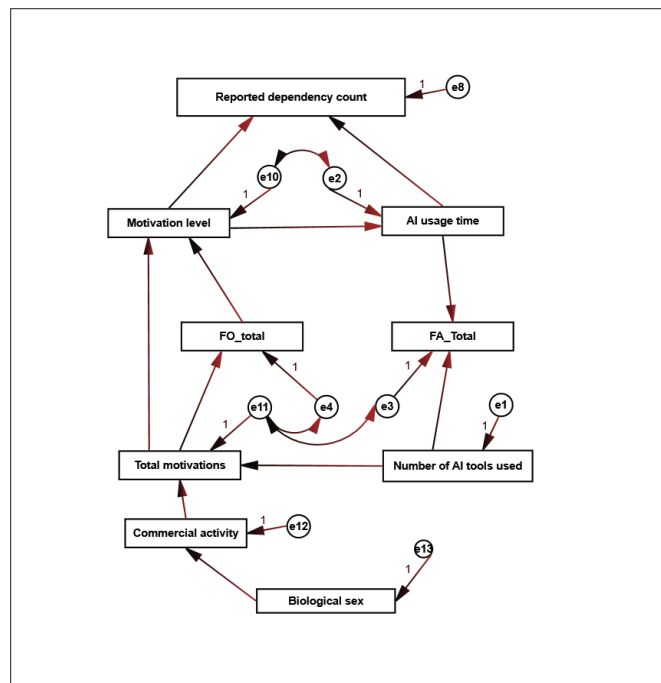 Reported dependency count
1
e8
e10
e2
1
1
Motivation level
AI usage time
FO_total
FA_Total
1
1
e11
e4
e3
e1
1
1
Total motivations
Number of AI tools used
Commercial activity
1
e12
e13
1
Biological sex